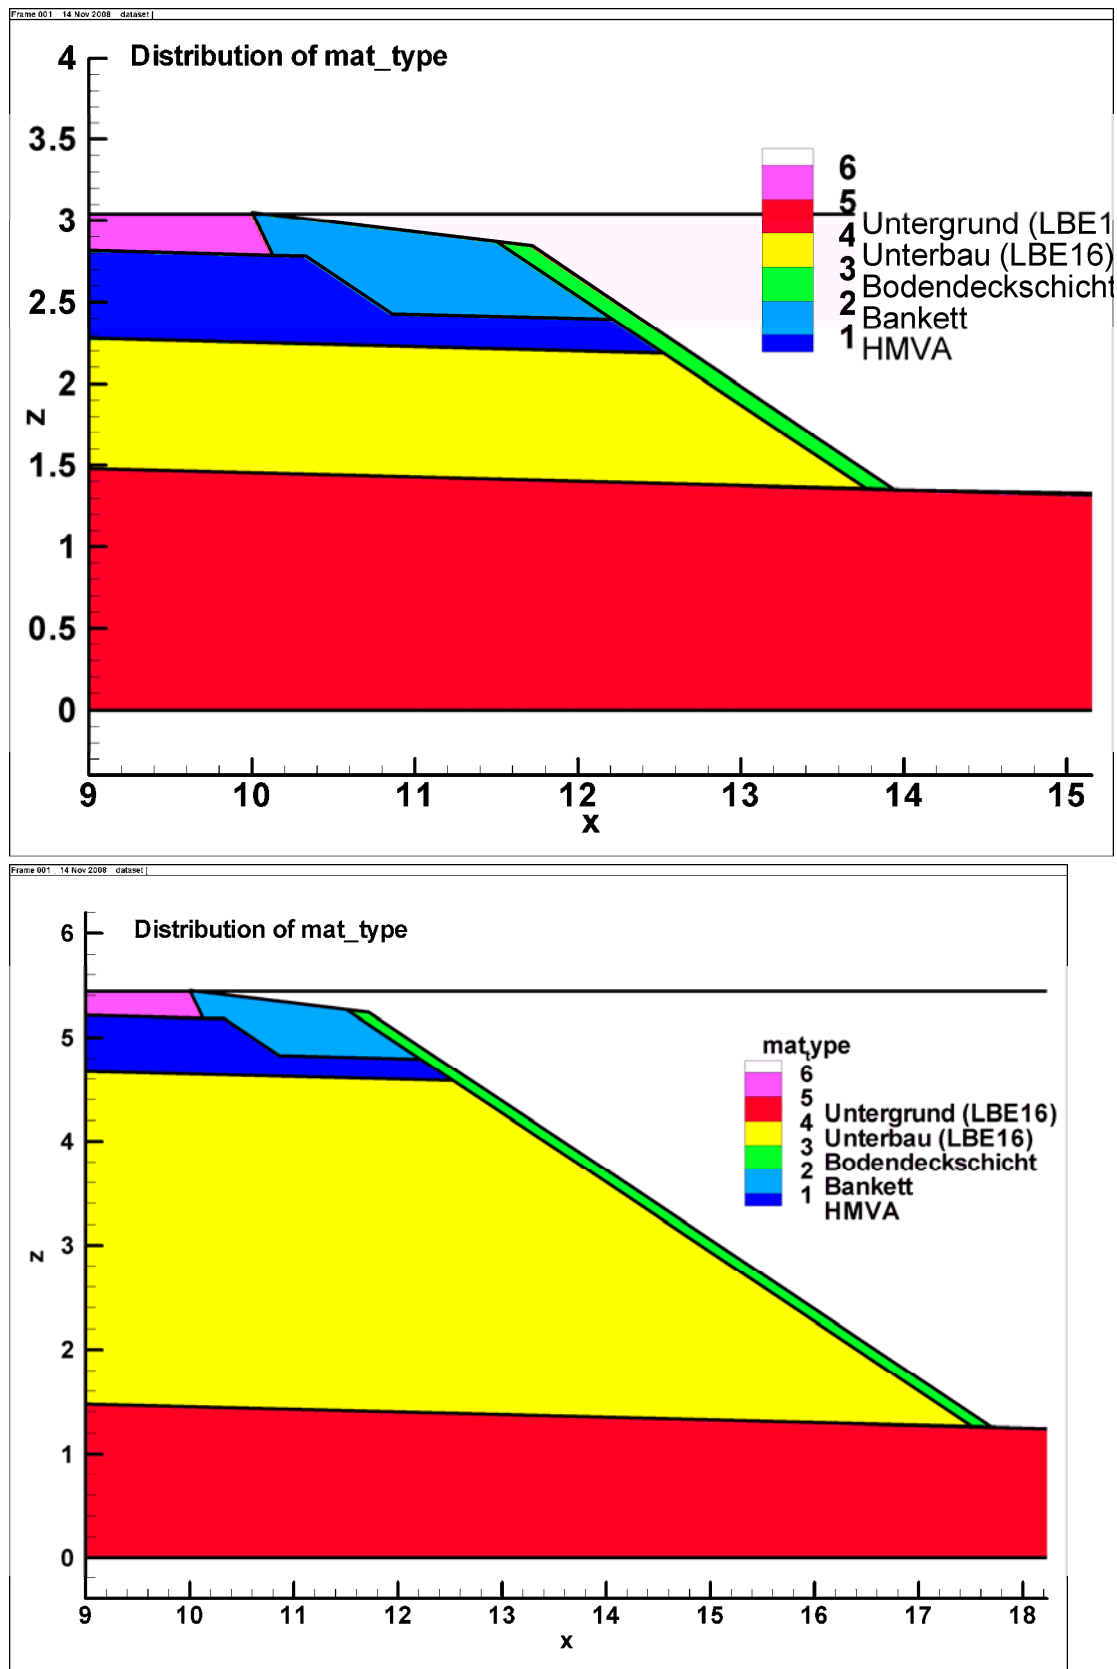 Frame 001 14 Nov 2008 dataset
Distribution of mat_type
4
3.5
3
2.5
2
1.5
1
0.5
0
z
6
5
4
3
2
1
Untergrund (LBE1
Unterbau (LBE16)
Bodendeckschicht
Bankett
HMVA
9 10 11 12 13 14 15
x
Frame 001 14 Nov 2008 dataset
Distribution of mat_type
6
5
4
3
2
1
0
z
mat_type
6
5
4
3
2
1
Untergrund (LBE16)
Unterbau (LBE16)
Bodendeckschicht
Bankett
HMVA
9 10 11 12 13 14 15 16 17 18
x